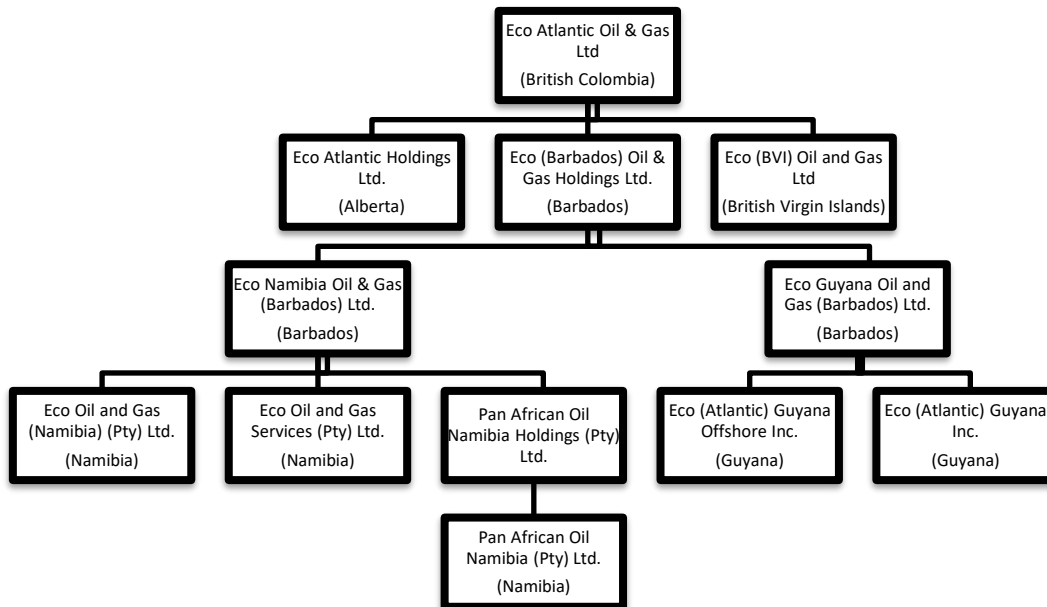 Eco Atlantic Oil & Gas
Ltd
(British Colombia)
Eco Atlantic Holdings
Ltd.
(Alberta)
Eco (Barbados) Oil &
Gas Holdings Ltd.
(Barbados)
Eco (BVI) Oil and Gas
Ltd
(British Virgin Islands)
Eco Namibia Oil & Gas
(Barbados) Ltd.
(Barbados)
Eco Guyana Oil and
Gas (Barbados) Ltd.
(Barbados)
Eco Oil and Gas
(Namibia) (Pty) Ltd.
(Namibia)
Eco Oil and Gas
Services (Pty) Ltd.
(Namibia)
Pan African Oil
Namibia Holdings (Pty)
Ltd.
Eco (Atlantic) Guyana
Offshore Inc.
(Guyana)
Eco (Atlantic) Guyana
Inc.
(Guyana)
Pan African Oil
Namibia (Pty) Ltd.
(Namibia)